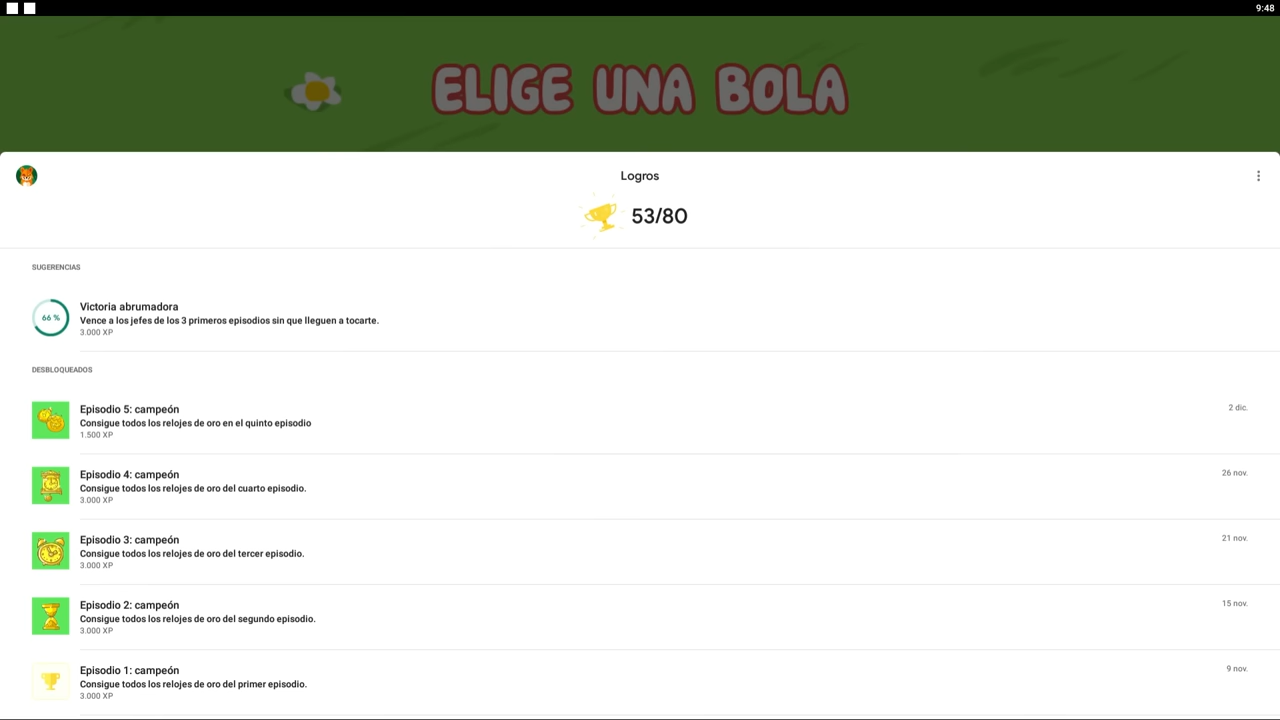 9:48
ELIGE UNA BOLA
Logros
53/80
SUGERENCIAS
66 %
Victoria abrumadora
Vence a los jefes de los 3 primeros episodios sin que lleguen a tocarte.
3.000 XP
DESBLOQUEADOS
Episodio 5: campeón
2 dic.
Consigue todos los relojes de oro en el quinto episodio
1.500 XP
Episodio 4: campeón
26 nov.
Consigue todos los relojes de oro del cuarto episodio.
3.000 XP
Episodio 3: campeón
21 nov.
Consigue todos los relojes de oro del tercer episodio.
3.000 XP
Episodio 2: campeón
15 nov.
Consigue todos los relojes de oro del segundo episodio.
3.000 XP
Episodio 1: campeón
9 nov.
Consigue todos los relojes de oro del primer episodio.
3.000 XP